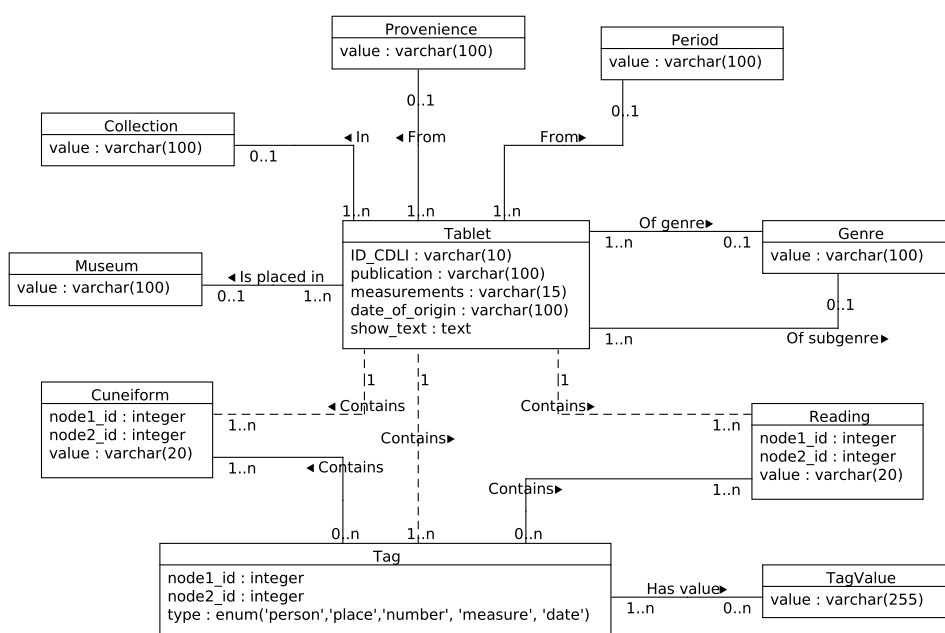 Provenience
value : varchar(100)
Period
value : varchar(100)
0..1
0..1
Collection
value : varchar(100)
0..1
◄ In
◄ From
From►
1..n
1..n
1..n
Tablet
ID_CDLI : varchar(10)
publication : varchar(100)
measurements : varchar(15)
date_of_origin : varchar(100)
show_text : text
Of genre►
1..n
0..1
Genre
value : varchar(100)
0..1
1..n
Of subgenre►
Museum
value : varchar(100)
◄ Is placed in
0..1
1..n
1
1
1
Cuneiform
node1_id : integer
node2_id : integer
value : varchar(20)
◄ Contains
1..n
Contains►
Contains►
1..n
Reading
node1_id : integer
node2_id : integer
value : varchar(20)
1..n
◄ Contains
Contains►
1..n
0..n
1..n
0..n
Tag
node1_id : integer
node2_id : integer
type : enum('person','place','number', 'measure', 'date')
Has value►
1..n
0..n
TagValue
value : varchar(255)